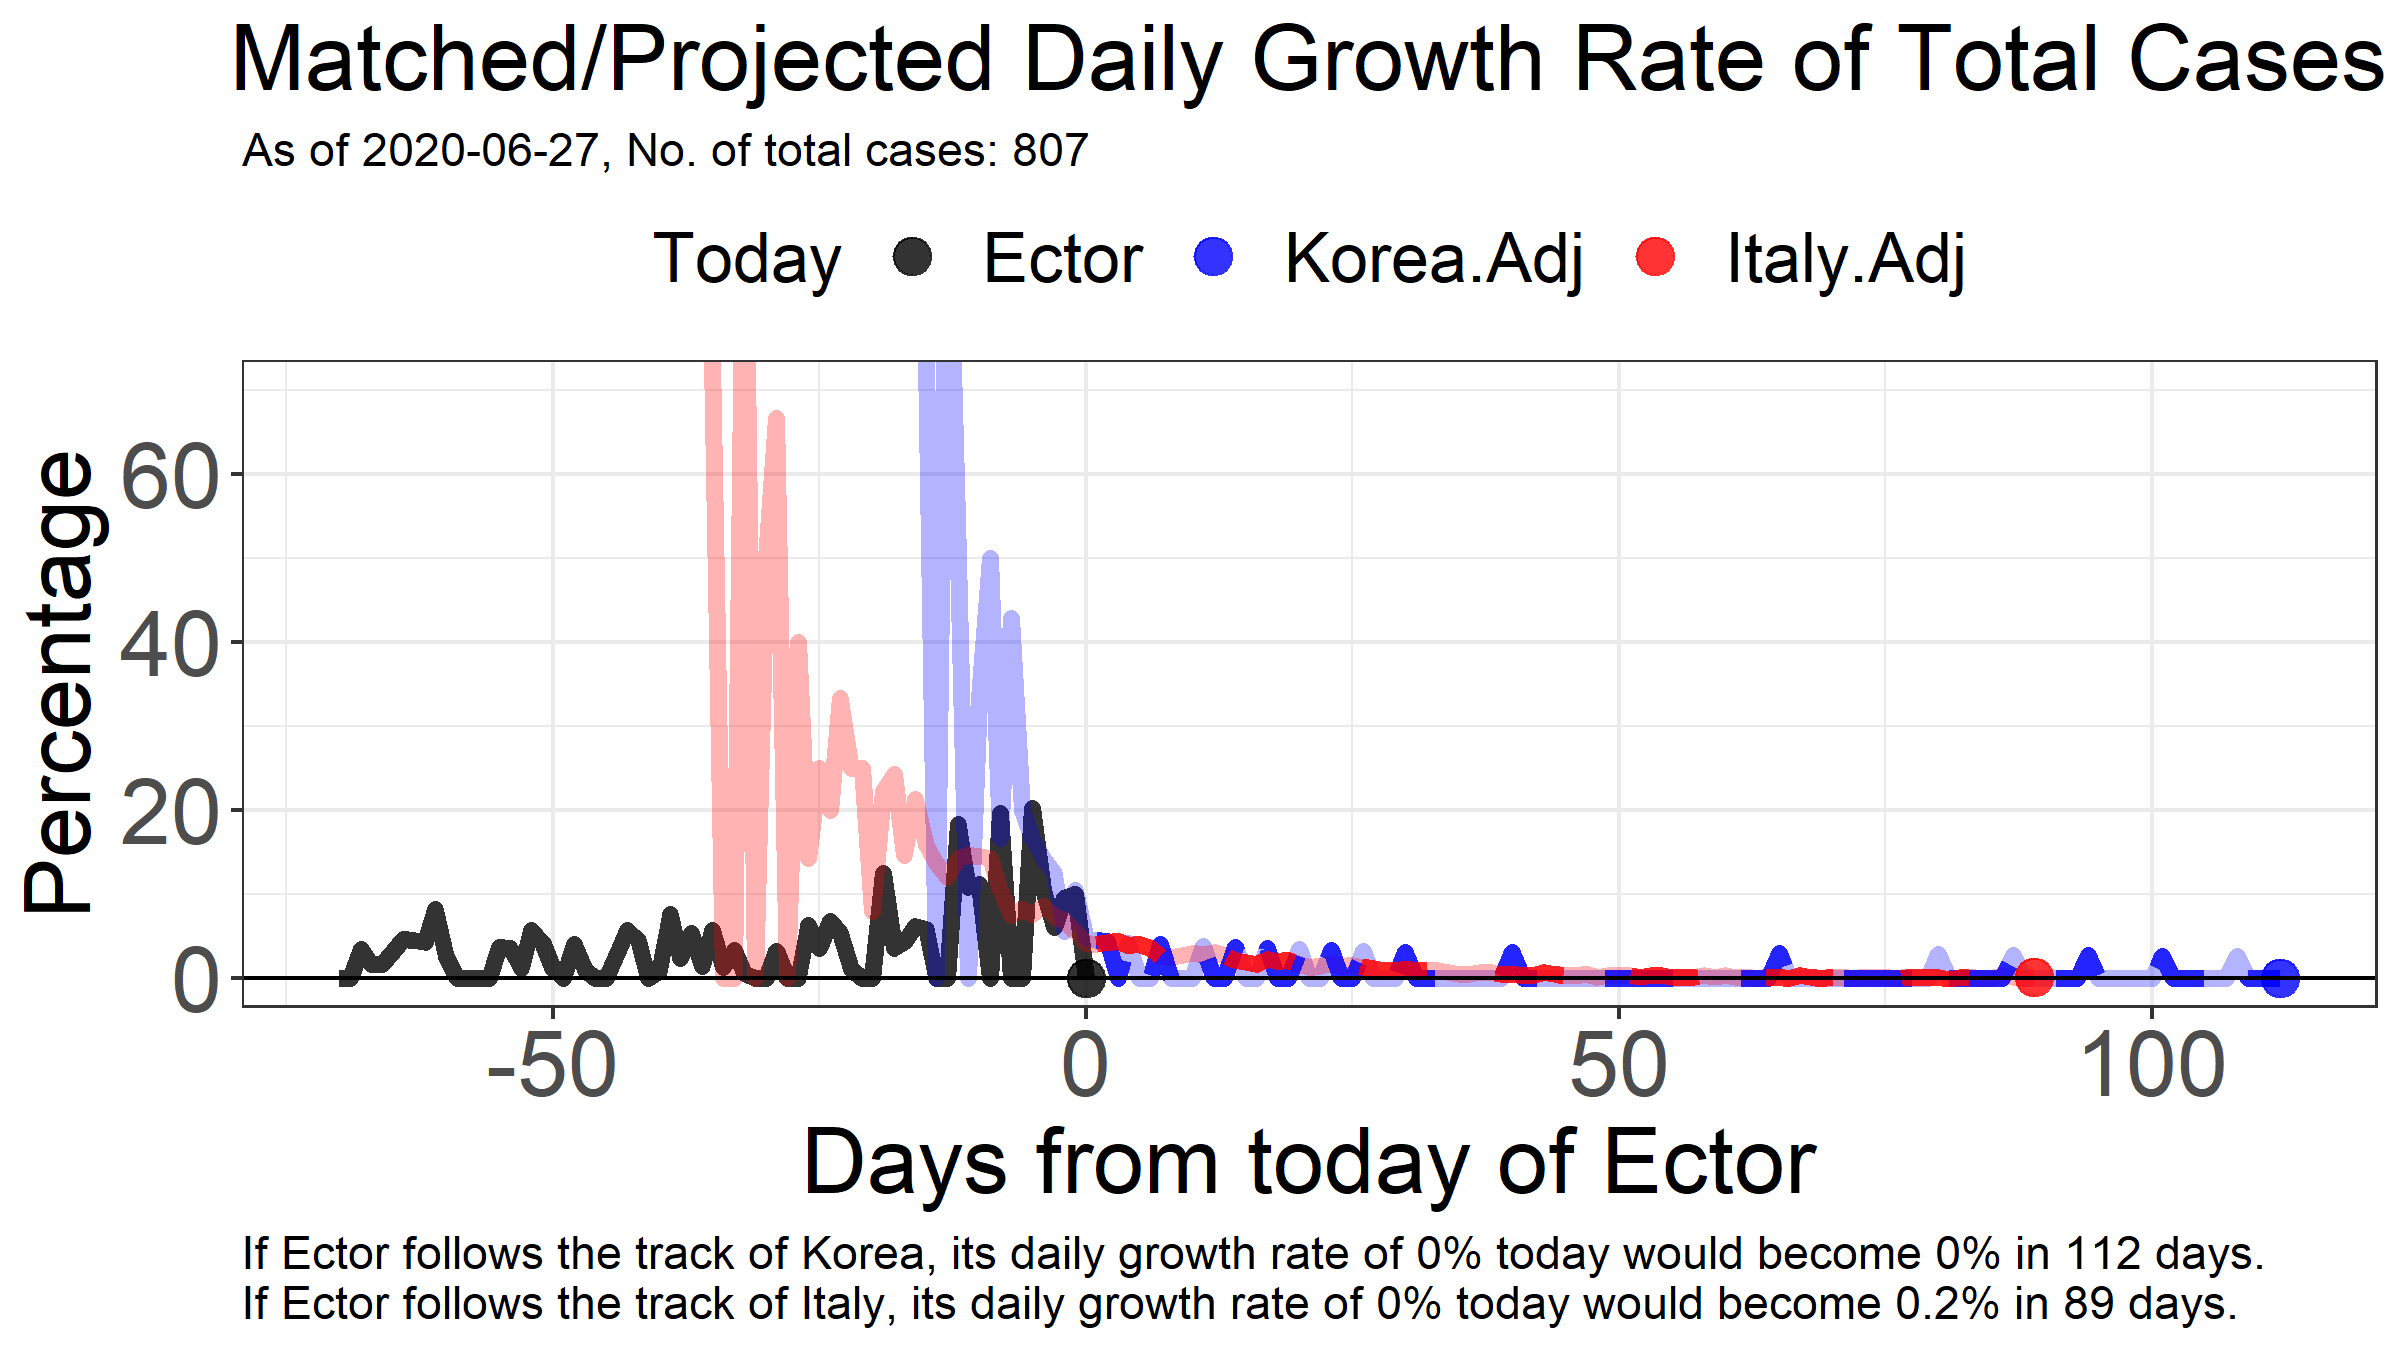 Matched/Projected Daily Growth Rate of Total Cases
As of 2020-06-27, No. of total cases: 807
Today Ector Korea.Adj Italy.Adj
Percentage
60
40
20
0
-50 0 50 100
Days from today of Ector
If Ector follows the track of Korea, its daily growth rate of 0% today would become 0% in 112 days.
If Ector follows the track of Italy, its daily growth rate of 0% today would become 0.2% in 89 days.